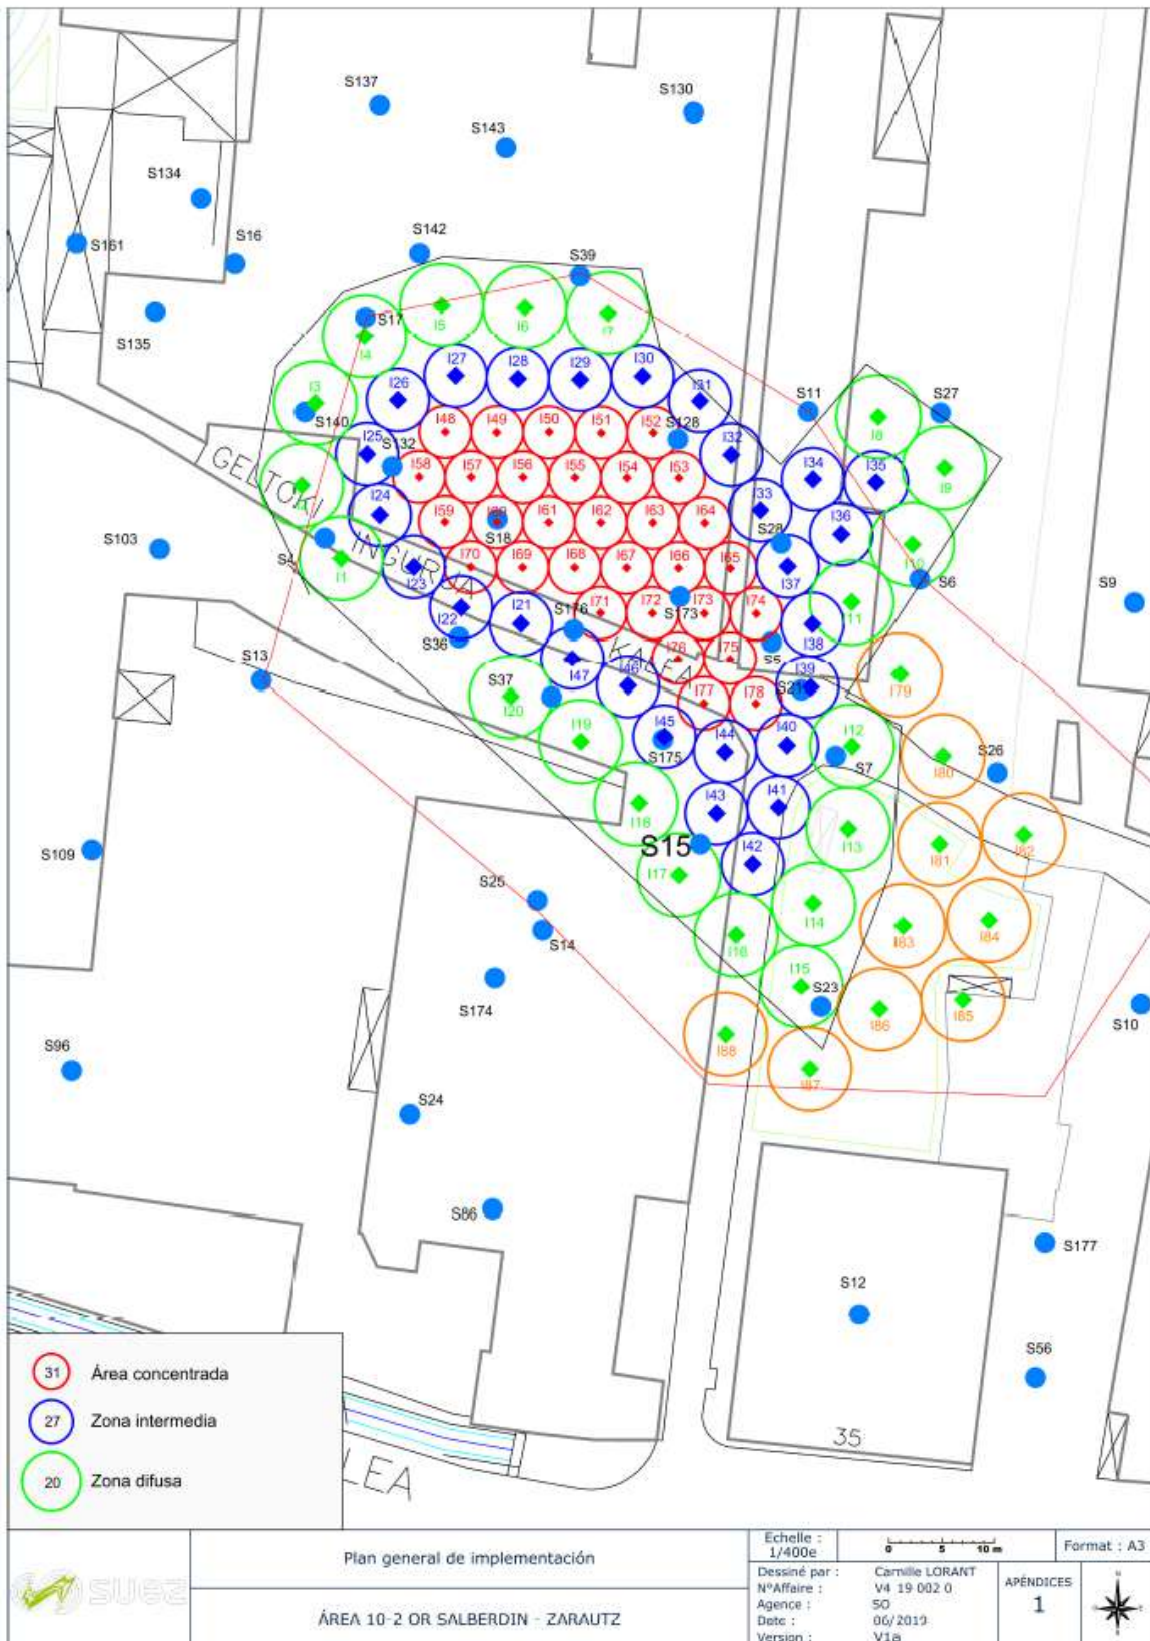 S137
S130
S143
S134
S142
S16
S161
S39
S135
S17
I5
I6
I7
I4
S11
S27
I27
I28
I29
I30
I26
I31
I3
S140
I8
I48
I49
I50
I51
I52
S128
I25
S132
I32
I9
GELTOKI
I58
I57
I56
I55
I54
I53
I34
I35
I24
I33
I59
S18
I61
I62
I63
I64
S28
I36
S103
S4
I1
INGURUA
I23
I70
I69
I68
I67
I66
I65
I37
I10
S6
S9
I22
I21
S176
I71
I72
S173
I73
I74
I11
I38
S36
KALEA
S5
S13
I47
I46
I76
I75
I39
S21
I79
S37
I20
I77
I78
I19
I45
S175
I44
I40
I12
S7
I80
S26
I18
I43
I41
I13
I81
I82
S109
S15
I42
I17
S25
I14
S14
I16
I83
I84
S174
I15
S23
I86
I85
S10
S96
I88
I87
S24
S86
S177
S12
S56
31 Área concentrada
27 Zona intermedia
20 Zona difusa
LEA
35
suez
Plan general de implementación
ÁREA 10-2 OR SALBERDIN - ZARAUTZ
Echelle :
1/400e
0 5 10 m
Format : A3
Dessiné par : Camille LORANT
N°Affaire : V4 19 002 0
Agence : SO
Date : 06/2019
Version : V1a
APÉNDICES
1